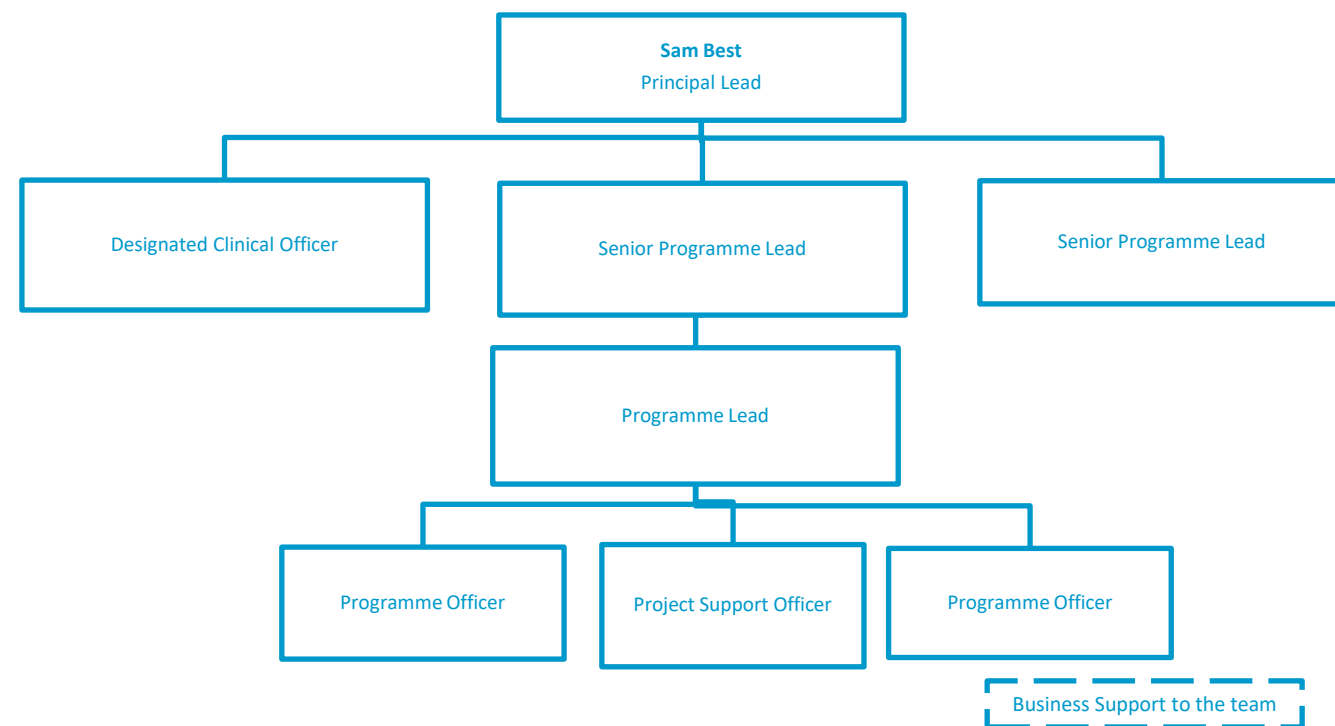 Sam Best
Principal Lead
Designated Clinical Officer
Senior Programme Lead
Senior Programme Lead
Programme Lead
Programme Officer
Project Support Officer
Programme Officer
Business Support to the team